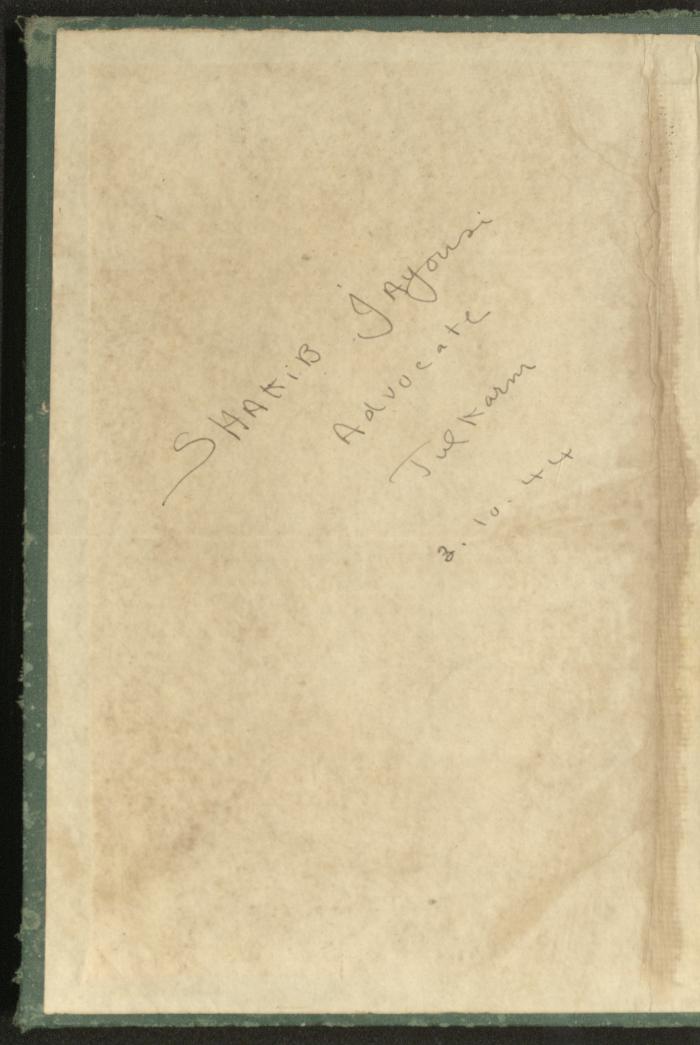 SHAKiB JAyousi
Advocate
Tulkarm
3.10.44